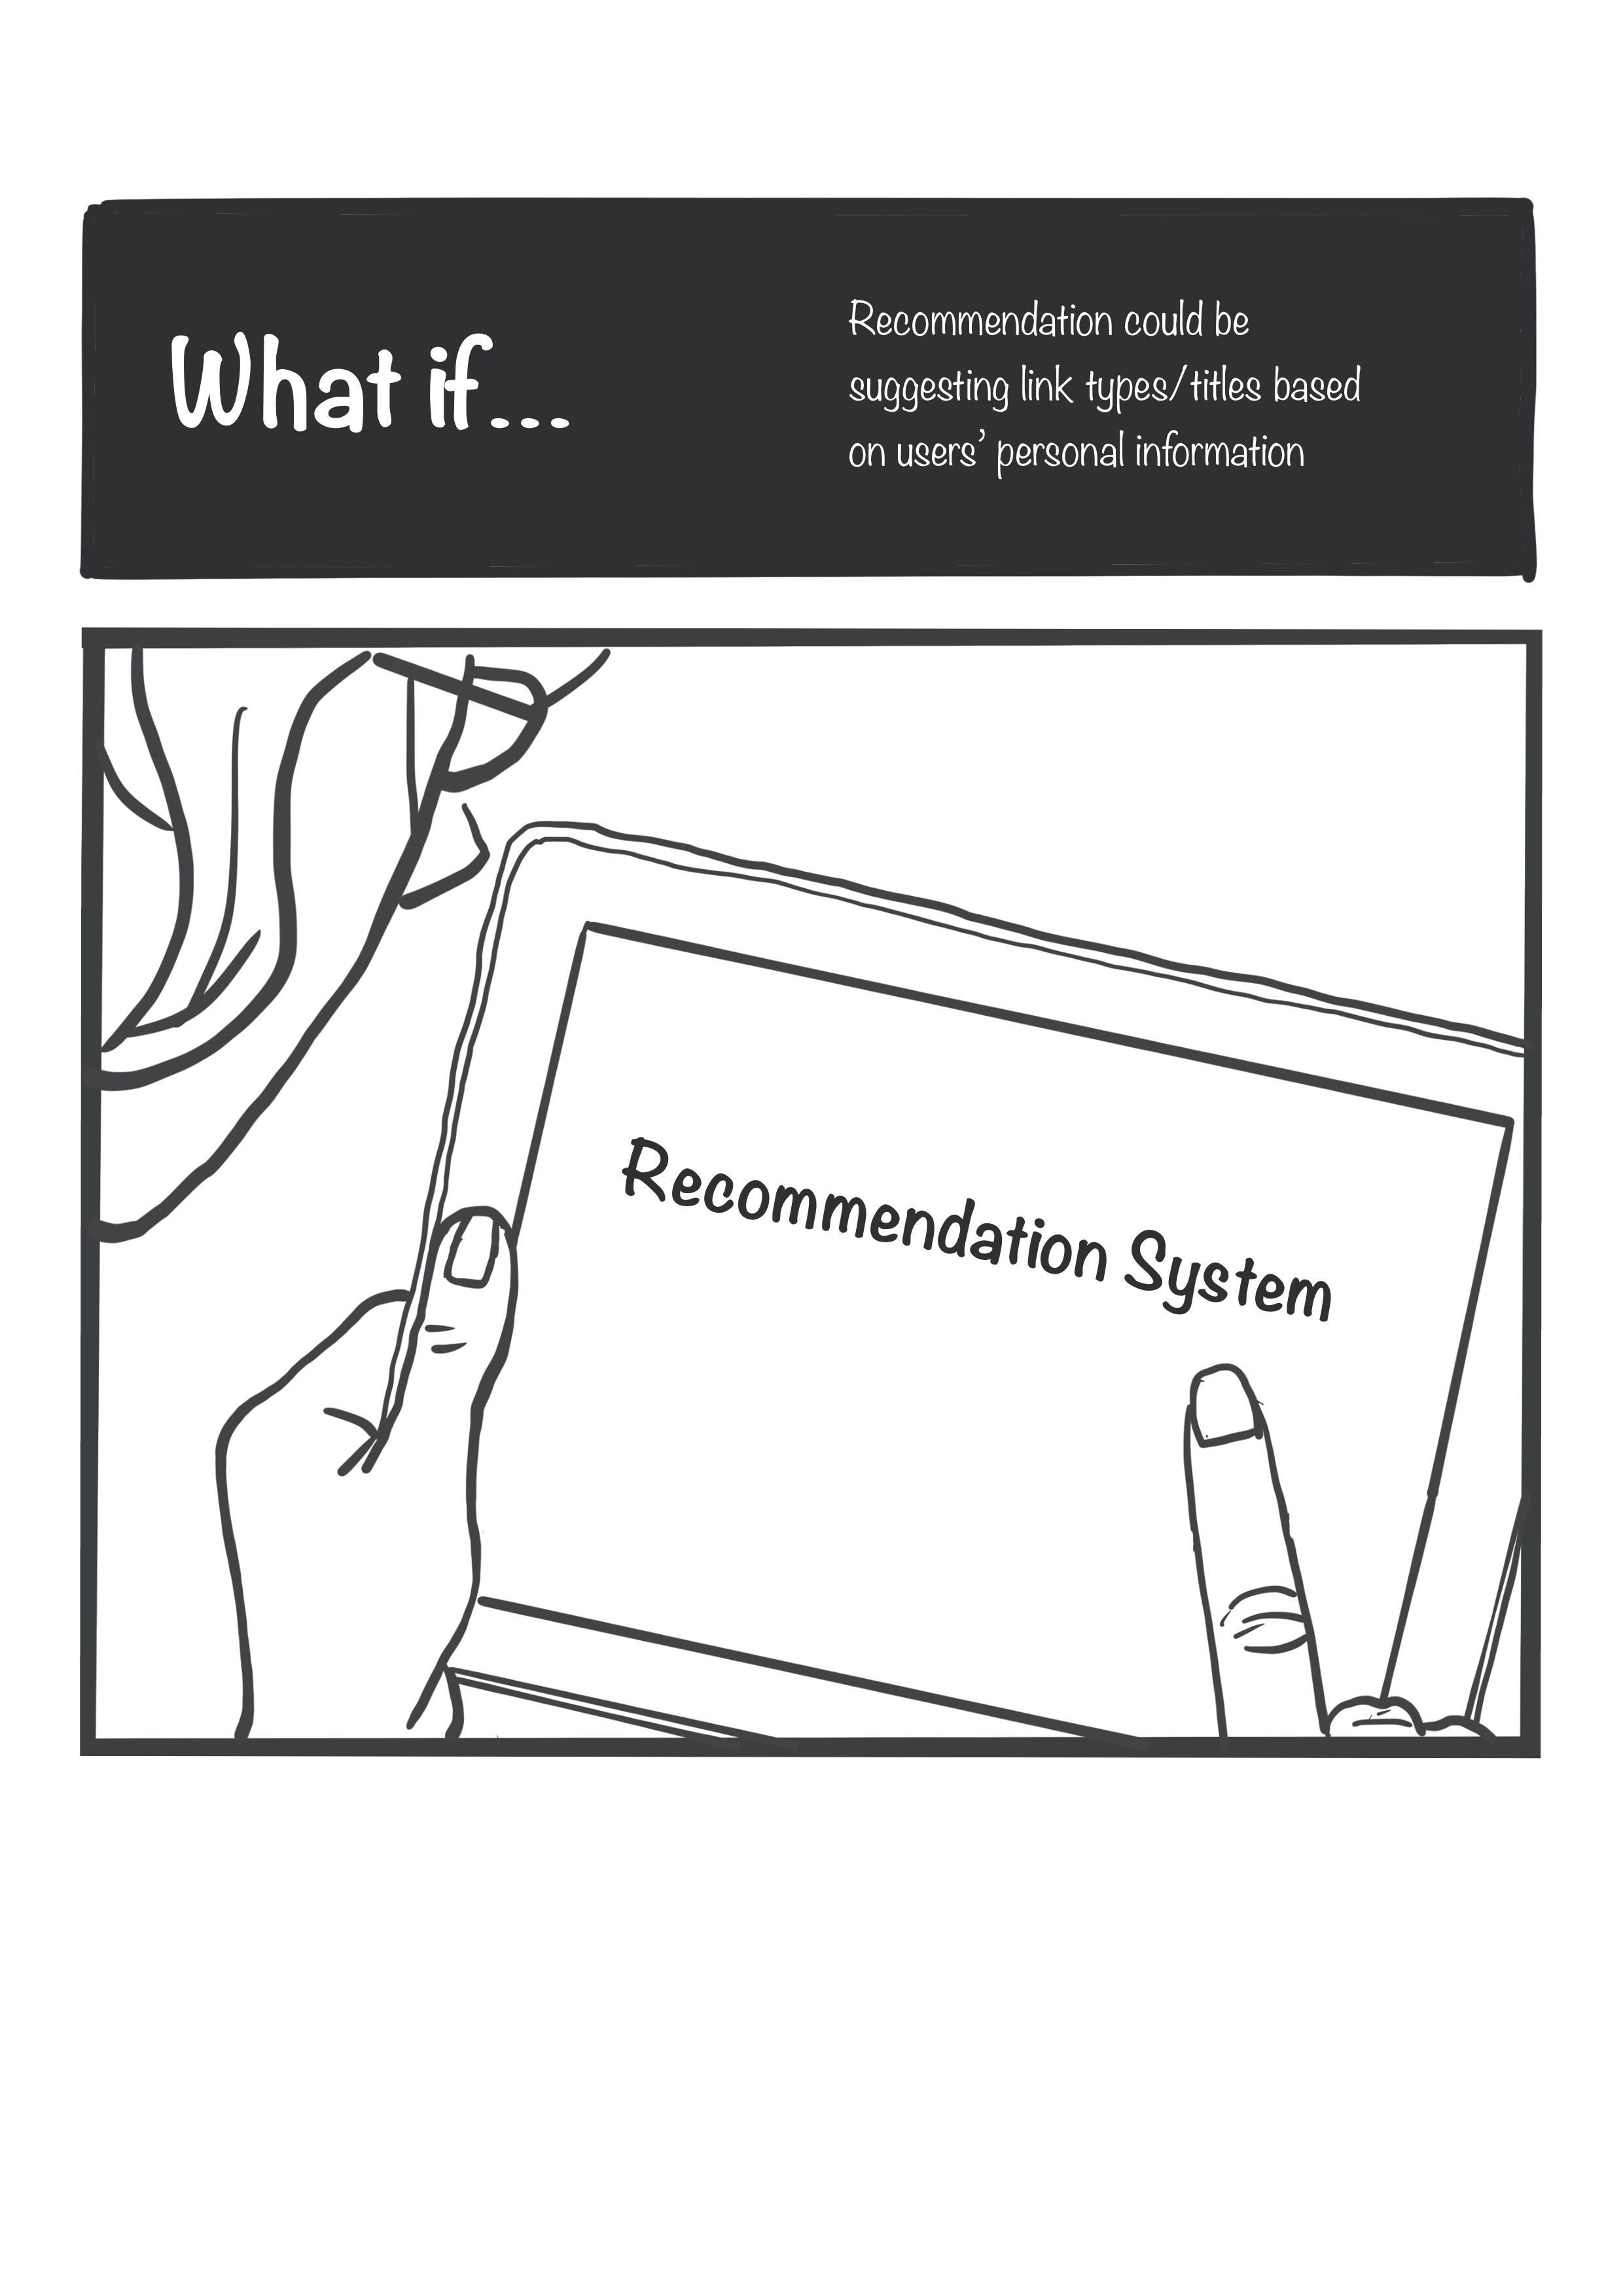 What if...
Recommendation could be
suggesting link types/titles based
on users’ personal information
Recommendation System